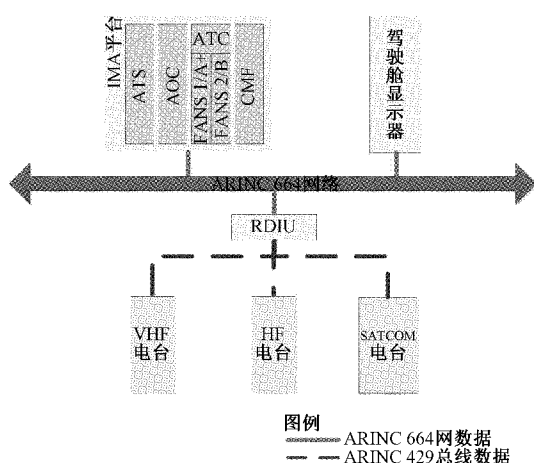 IMA平台
ATS
AOC
ATC
FANS 1/A+
FANS 2/B
CMF
驾驶舱显示器
ARINC 664网络
RDIU
VHF
电台
HF
电台
SATCOM
电台
图例
ARINC 664网数据
ARINC 429总线数据